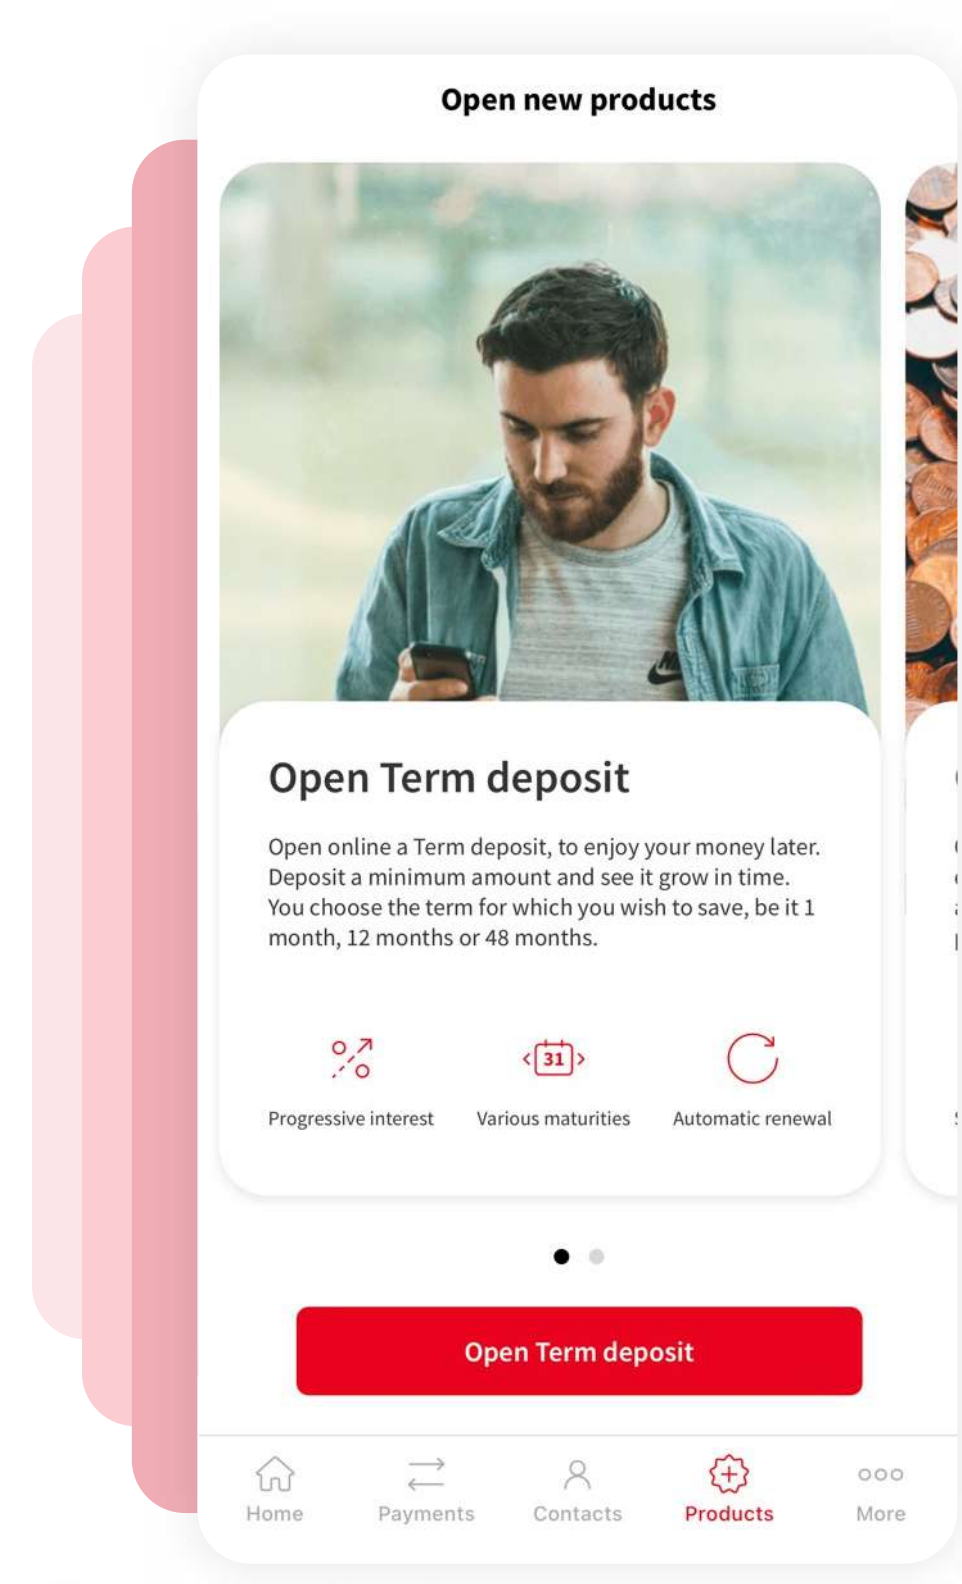 Open new products
Open Term deposit
Open online a Term deposit, to enjoy your money later.
Deposit a minimum amount and see it grow in time.
You choose the term for which you wish to save, be it 1
month, 12 months or 48 months.
31
Progressive interest
Various maturities
Automatic renewal
Open Term deposit
Home
Payments
Contacts
Products
More